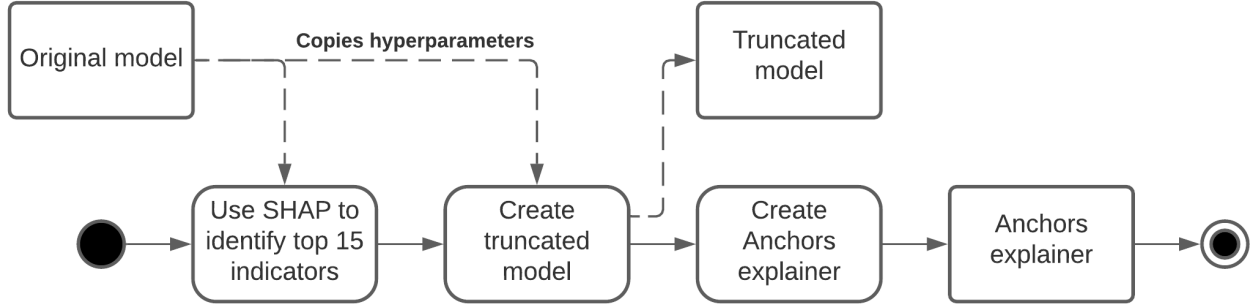 Original model
Copies hyperparameters
Truncated
model
Use SHAP to
identify top 15
indicators
Create
truncated
model
Create
Anchors
explainer
Anchors
explainer